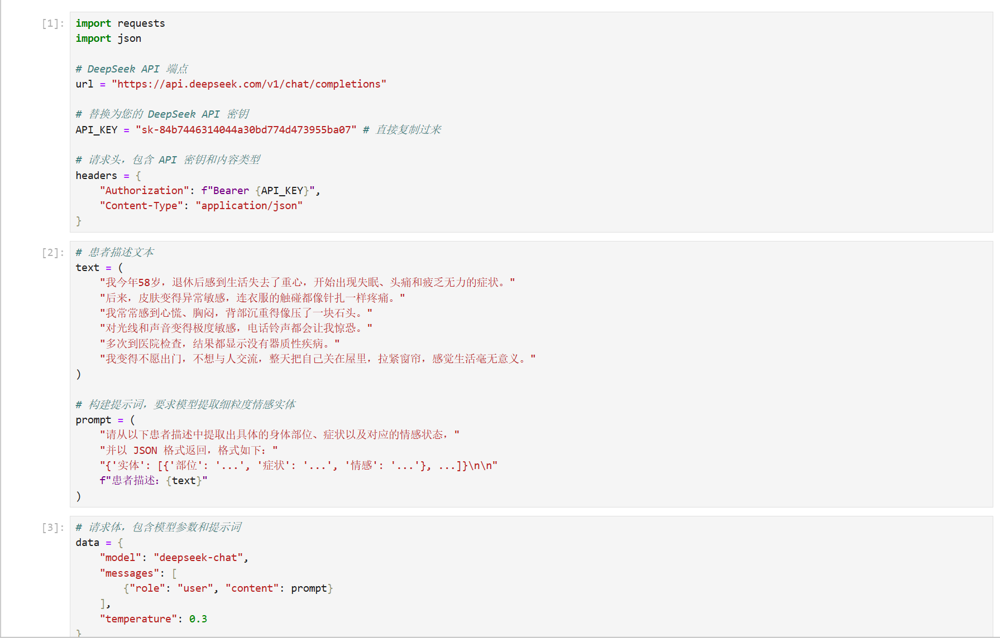 [1]:
import requests
import json
# DeepSeek API 端点
url = "https://api.deepseek.com/v1/chat/completions"
# 替换为您的 DeepSeek API 密钥
API_KEY = "sk-84b7446314044a30bd774d473955ba07" # 直接复制过来
# 请求头，包含 API 密钥和内容类型
headers = {
    "Authorization": f"Bearer {API_KEY}",
    "Content-Type": "application/json"
}
[2]:
# 患者描述文本
text = (
    "我今年58岁，退休后感到生活失去了重心，开始出现失眠、头痛和疲乏无力的症状。"
    "后来，皮肤变得异常敏感，连衣服的触碰都像针扎一样疼痛。"
    "我常常感到心慌、胸闷，背部沉重得像压了一块石头。"
    "对光线和声音变得极度敏感，电话铃声都会让我惊恐。"
    "多次到医院检查，结果都显示没有器质性疾病。"
    "我变得不愿出门，不想与人交流，整天把自己关在屋里，拉紧窗帘，感觉生活毫无意义。"
)
# 构建提示词，要求模型提取细粒度情感实体
prompt = (
    "请从以下患者描述中提取出具体的身体部位、症状以及对应的情感状态，"
    "并以 JSON 格式返回，格式如下："
    "{'实体': [{'部位': '...', '症状': '...', '情感': '...'}, ...]}\n\n"
    f"患者描述：{text}"
)
[3]:
# 请求体，包含模型参数和提示词
data = {
    "model": "deepseek-chat",
    "messages": [
        {"role": "user", "content": prompt}
    ],
    "temperature": 0.3
}